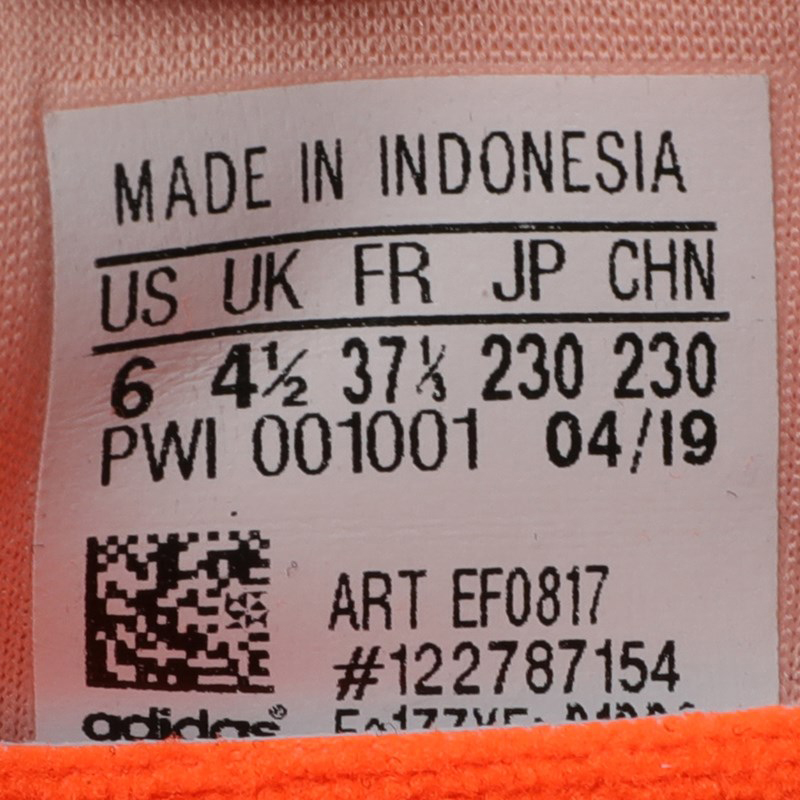 MADE IN INDONESIA
US UK FR JP CHN
6 4½ 37⅓ 230 230
PWI 001001 04/19
ART EF0817
#122787154
adidas®